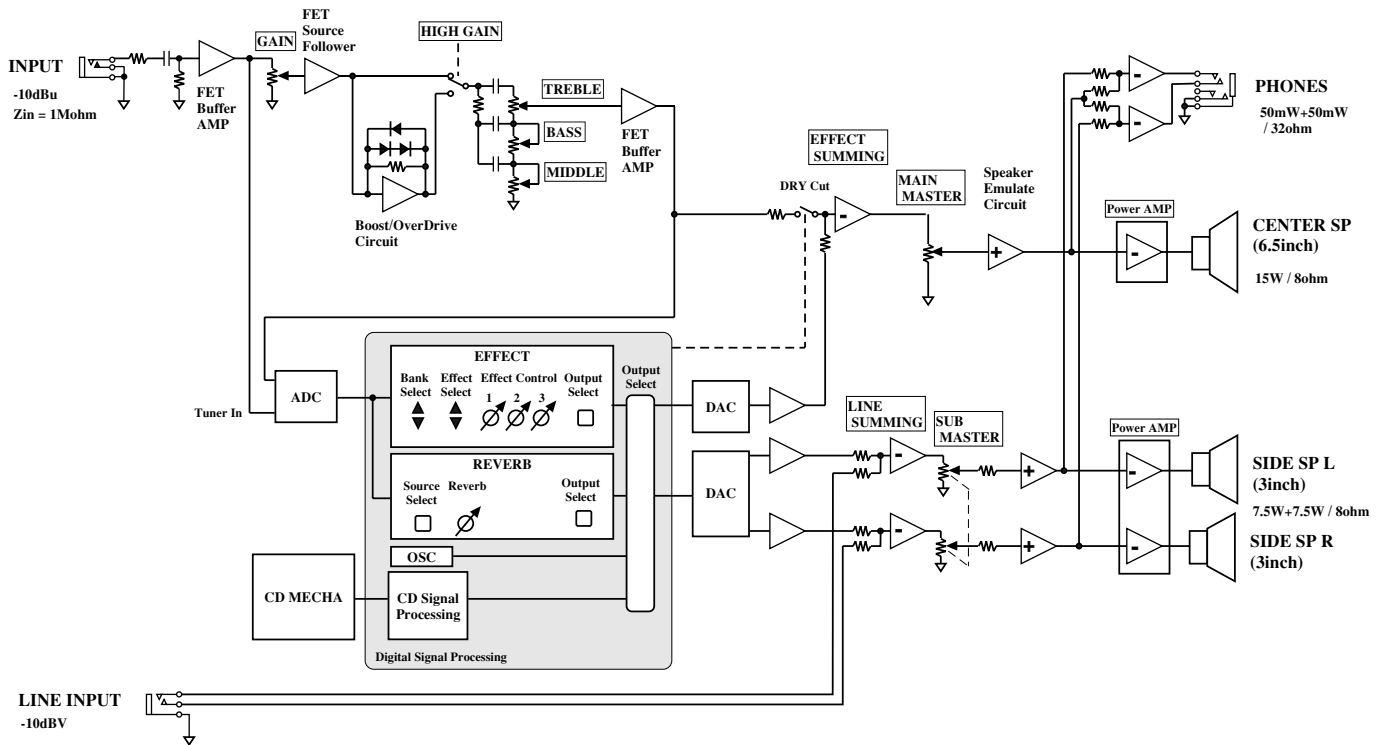 INPUT
-10dBu
Zin = 1Mohm
FET
Buffer
AMP
GAIN
FET
Source
Follower
HIGH GAIN
Boost/OverDrive
Circuit
TREBLE
BASS
MIDDLE
FET
Buffer
AMP
EFFECT
SUMMING
DRY Cut
-
MAIN
MASTER
Speaker
Emulate
Circuit
+
-
-
PHONES
50mW+50mW
/ 32ohm
Power AMP
-
CENTER SP
(6.5inch)
15W / 8ohm
Tuner In
ADC
EFFECT
Bank
Select
Effect
Select
Effect Control
1 2 3
Output
Select
Output
Select
REVERB
Source
Select
Reverb
Output
Select
OSC
CD MECHA
CD Signal
Processing
Digital Signal Processing
DAC
DAC
LINE
SUMMING
-
-
SUB
MASTER
+
+
Power AMP
-
-
SIDE SP L
(3inch)
7.5W+7.5W / 8ohm
SIDE SP R
(3inch)
LINE INPUT
-10dBV